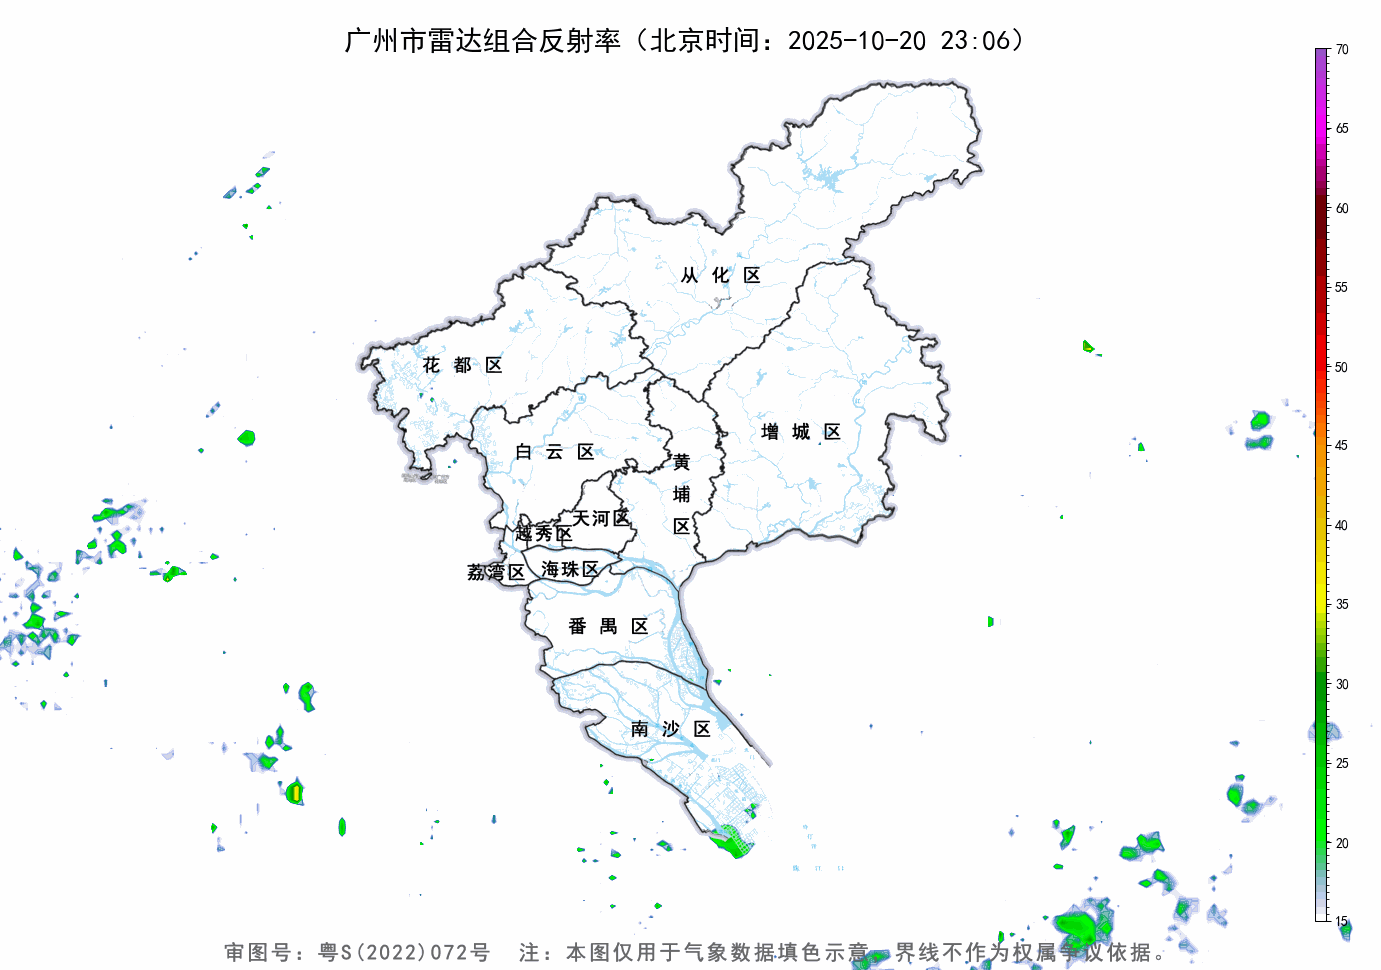 广州市雷达组合反射率（北京时间：2025-10-20 23:06）
70
65
60
55
50
45
40
35
30
25
20
15
从 化 区
花 都 区
增 城 区
白 云 区
黄
埔
区
天河区
越秀区
荔湾区
海珠区
番 禺 区
南 沙 区
审图号：粤S(2022)072号 注：本图仅用于气象数据填色示意，界线不作为权属争议依据。